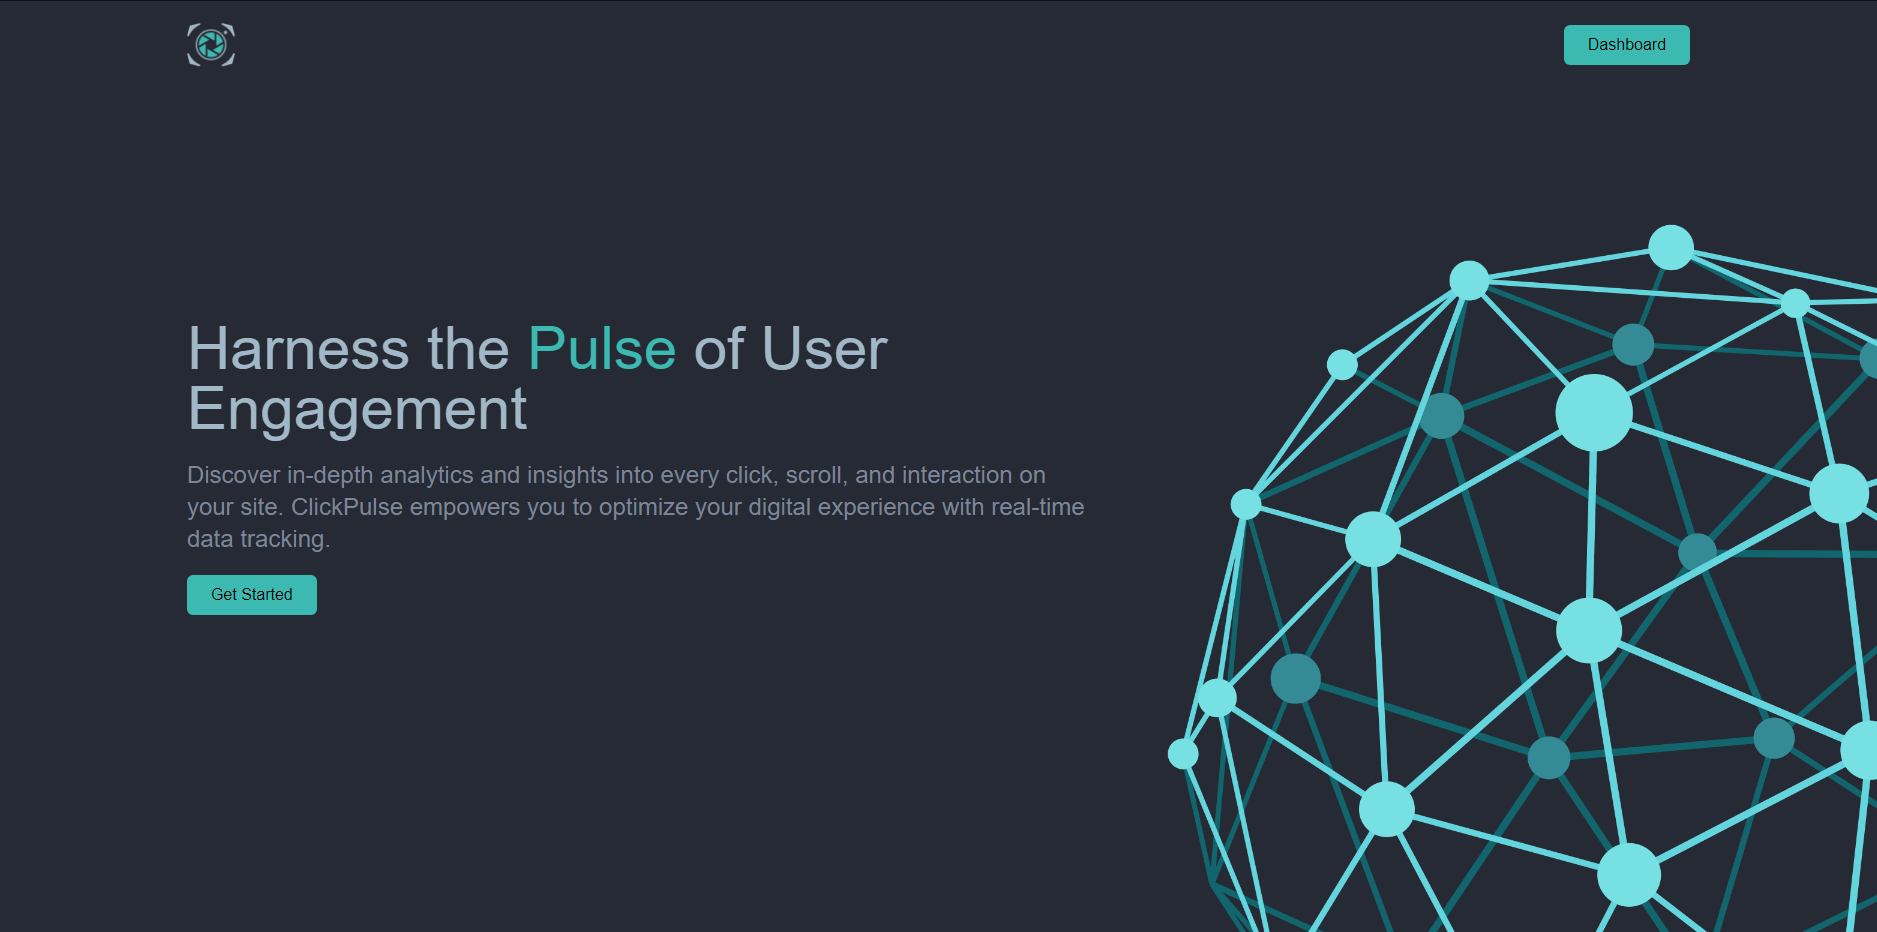 Dashboard
Harness the Pulse of User
Engagement
Discover in-depth analytics and insights into every click, scroll, and interaction on
your site. ClickPulse empowers you to optimize your digital experience with real-time
data tracking.
Get Started